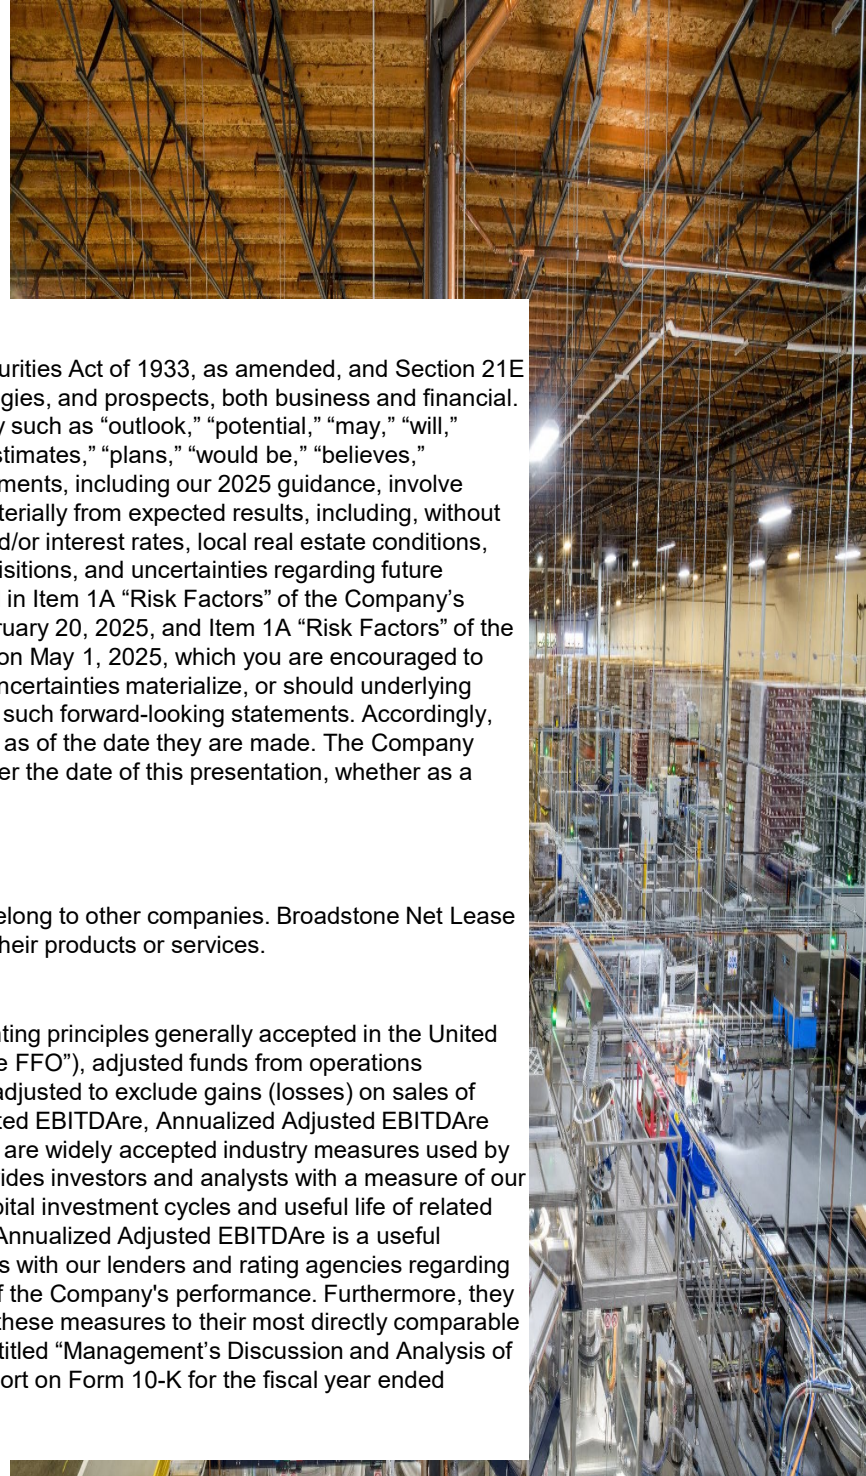 urities Act of 1933, as amended, and Section 21E
gies, and prospects, both business and financial.
y such as “outlook,” “potential,” “may,” “will,”
stimates,” “plans,” “would be,” “believes,”
ments, including our 2025 guidance, involve
terially from expected results, including, without
d/or interest rates, local real estate conditions,
isitions, and uncertainties regarding future
in Item 1A “Risk Factors” of the Company’s
ruary 20, 2025, and Item 1A “Risk Factors” of the
on May 1, 2025, which you are encouraged to
ncertainties materialize, or should underlying
such forward-looking statements. Accordingly,
as of the date they are made. The Company
er the date of this presentation, whether as a
elong to other companies. Broadstone Net Lease
heir products or services.
ting principles generally accepted in the United
e FFO”), adjusted funds from operations
adjusted to exclude gains (losses) on sales of
ted EBITDAre, Annualized Adjusted EBITDAre
are widely accepted industry measures used by
ides investors and analysts with a measure of our
pital investment cycles and useful life of related
Annualized Adjusted EBITDAre is a useful
s with our lenders and rating agencies regarding
f the Company's performance. Furthermore, they
these measures to their most directly comparable
titled “Management’s Discussion and Analysis of
ort on Form 10-K for the fiscal year ended